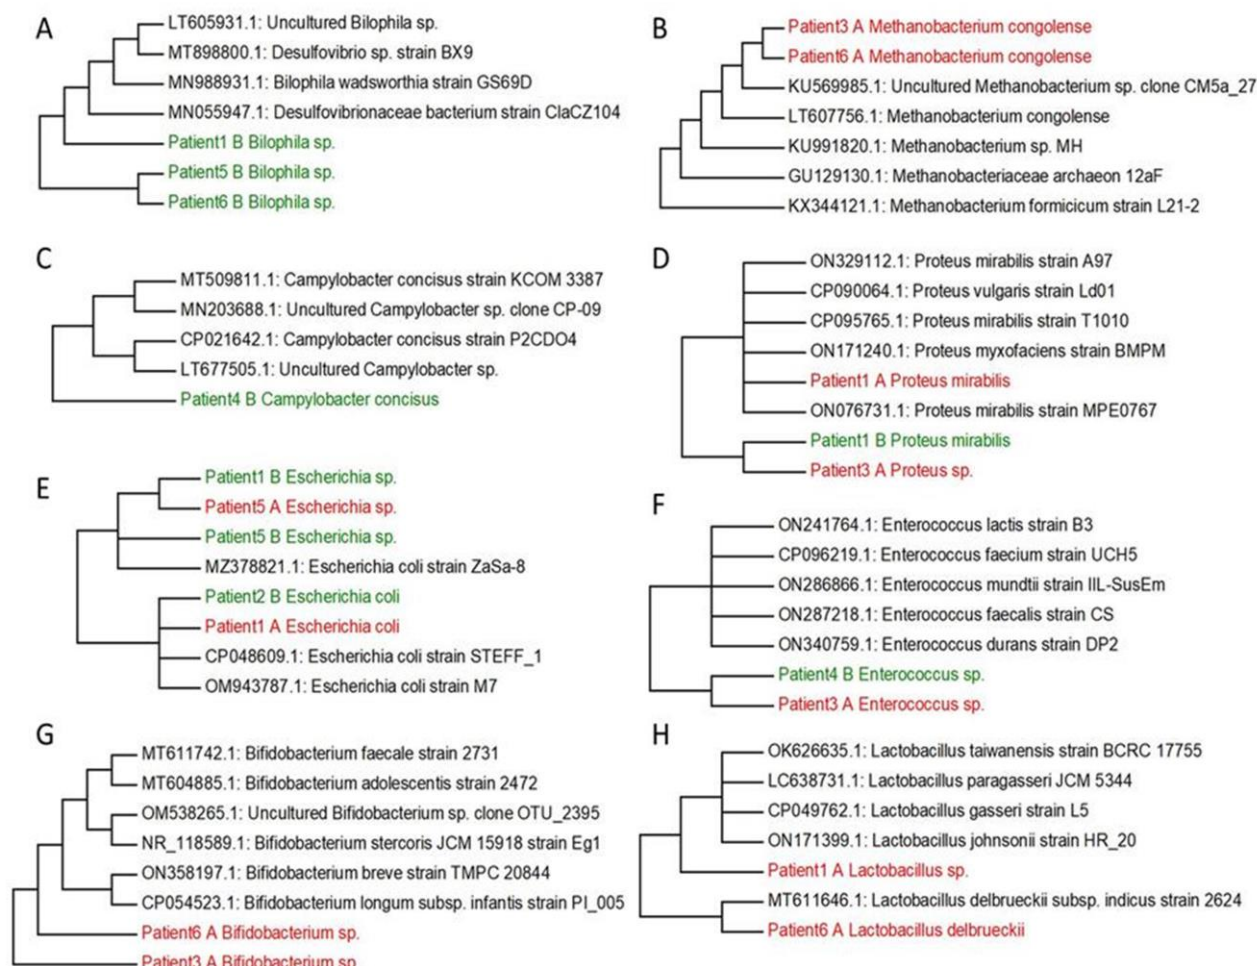 A
LT605931.1: Uncultured Bilophila sp.
MT898800.1: Desulfovibrio sp. strain BX9
MN988931.1: Bilophila wadsworthia strain GS69D
MN055947.1: Desulfovibrionaceae bacterium strain ClaCZ104
Patient1 B Bilophila sp.
Patient5 B Bilophila sp.
Patient6 B Bilophila sp.
B
Patient3 A Methanobacterium congolense
Patient6 A Methanobacterium congolense
KU569985.1: Uncultured Methanobacterium sp. clone CM5a_27
LT607756.1: Methanobacterium congolense
KU991820.1: Methanobacterium sp. MH
GU129130.1: Methanobacteriaceae archaeon 12aF
KX344121.1: Methanobacterium formicicum strain L21-2
C
MT509811.1: Campylobacter concisus strain KCOM 3387
MN203688.1: Uncultured Campylobacter sp. clone CP-09
CP021642.1: Campylobacter concisus strain P2CDO4
LT677505.1: Uncultured Campylobacter sp.
Patient4 B Campylobacter concisus
D
ON329112.1: Proteus mirabilis strain A97
CP090064.1: Proteus vulgaris strain Ld01
CP095765.1: Proteus mirabilis strain T1010
ON171240.1: Proteus myxofaciens strain BMPM
Patient1 A Proteus mirabilis
ON076731.1: Proteus mirabilis strain MPE0767
Patient1 B Proteus mirabilis
Patient3 A Proteus sp.
E
Patient1 B Escherichia sp.
Patient5 A Escherichia sp.
Patient5 B Escherichia sp.
MZ378821.1: Escherichia coli strain ZaSa-8
Patient2 B Escherichia coli
Patient1 A Escherichia coli
CP048609.1: Escherichia coli strain STEFF_1
OM943787.1: Escherichia coli strain M7
F
ON241764.1: Enterococcus lactis strain B3
CP096219.1: Enterococcus faecium strain UCH5
ON286866.1: Enterococcus mundtii strain IIL-SusEm
ON287218.1: Enterococcus faecalis strain CS
ON340759.1: Enterococcus durans strain DP2
Patient4 B Enterococcus sp.
Patient3 A Enterococcus sp.
G
MT611742.1: Bifidobacterium faecale strain 2731
MT604885.1: Bifidobacterium adolescentis strain 2472
OM538265.1: Uncultured Bifidobacterium sp. clone OTU_2395
NR_118589.1: Bifidobacterium stercoris JCM 15918 strain Eg1
ON358197.1: Bifidobacterium breve strain TMPC 20844
CP054523.1: Bifidobacterium longum subsp. infantis strain PI_005
Patient6 A Bifidobacterium sp.
Patient3 A Bifidobacterium sp.
H
OK626635.1: Lactobacillus taiwanensis strain BCRC 17755
LC638731.1: Lactobacillus paragasseri JCM 5344
CP049762.1: Lactobacillus gasseri strain L5
ON171399.1: Lactobacillus johnsonii strain HR_20
Patient1 A Lactobacillus sp.
MT611646.1: Lactobacillus delbrueckii subsp. indicus strain 2624
Patient6 A Lactobacillus delbrueckii